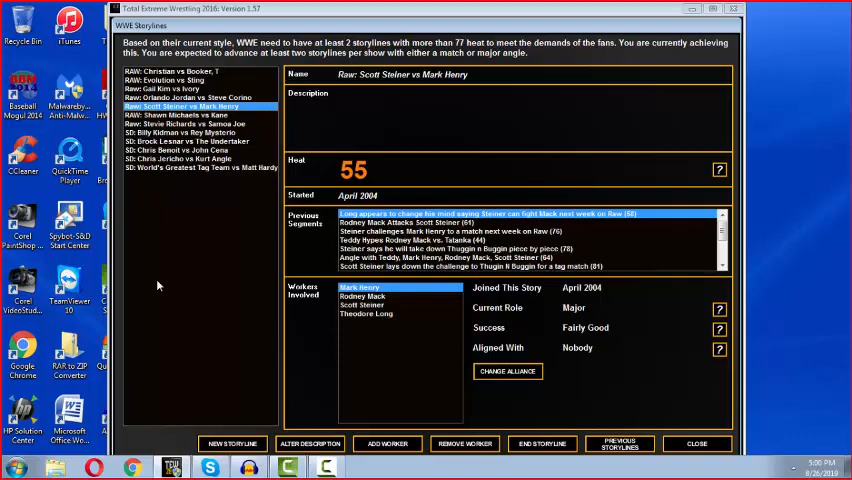 Total Extreme Wrestling 2016: Version 1.57
WWE Storylines
Based on their current style, WWE need to have at least 2 storylines with more than 77 heat to meet the demands of the fans. You are currently achieving
this. You are expected to advance at least two storylines per show with either a match or major angle.
RAW: Christian vs Booker, T
RAW: Evolution vs Sting
Raw: Gail Kim vs Ivory
Raw: Orlando Jordan vs Steve Corino
Raw: Scott Steiner vs Mark Henry
RAW: Shawn Michaels vs Kane
Raw: Stevie Richards vs Samoa Joe
SD: Billy Kidman vs Rey Mysterio
SD: Brock Lesnar vs The Undertaker
SD: Chris Benoit vs John Cena
SD: Chris Jericho vs Kurt Angle
SD: World's Greatest Tag Team vs Matt Hardy
Name
Raw: Scott Steiner vs Mark Henry
Description
Heat
55
?
Started
April 2004
Previous
Segments
Long appears to change his mind saying Steiner can fight Mack next week on Raw (58)
Rodney Mack Attacks Scott Steiner (61)
Steiner challenges Mark Henry to a match next week on Raw (76)
Teddy Hypes Rodney Mack vs. Tatanka (44)
Steiner says he will take down Thuggin n Buggin piece by piece (78)
Angle with Teddy, Mark Henry, Rodney Mack, Scott Steiner (64)
Scott Steiner lays down the challenge to Thugin N Buggin for a tag match (81)
Workers
Involved
Mark Henry
Rodney Mack
Scott Steiner
Theodore Long
Joined This Story
April 2004
Current Role
Major
?
Success
Fairly Good
?
Aligned With
Nobody
?
CHANGE ALLIANCE
NEW STORYLINE
ALTER DESCRIPTION
ADD WORKER
REMOVE WORKER
END STORYLINE
PREVIOUS
STORYLINES
CLOSE
Recycle Bin
iTunes
Baseball
Mogul 2014
Malwareby...
Anti-Malw...
CCleaner
QuickTime
Player
Corel
PaintShop ...
Spybot-S&D
Start Center
Corel
VideoStud...
TeamViewer
10
Google
Chrome
RAR to ZIP
Converter
HP Solution
Center
Microsoft
Office Wo...
5:00 PM
8/26/2019